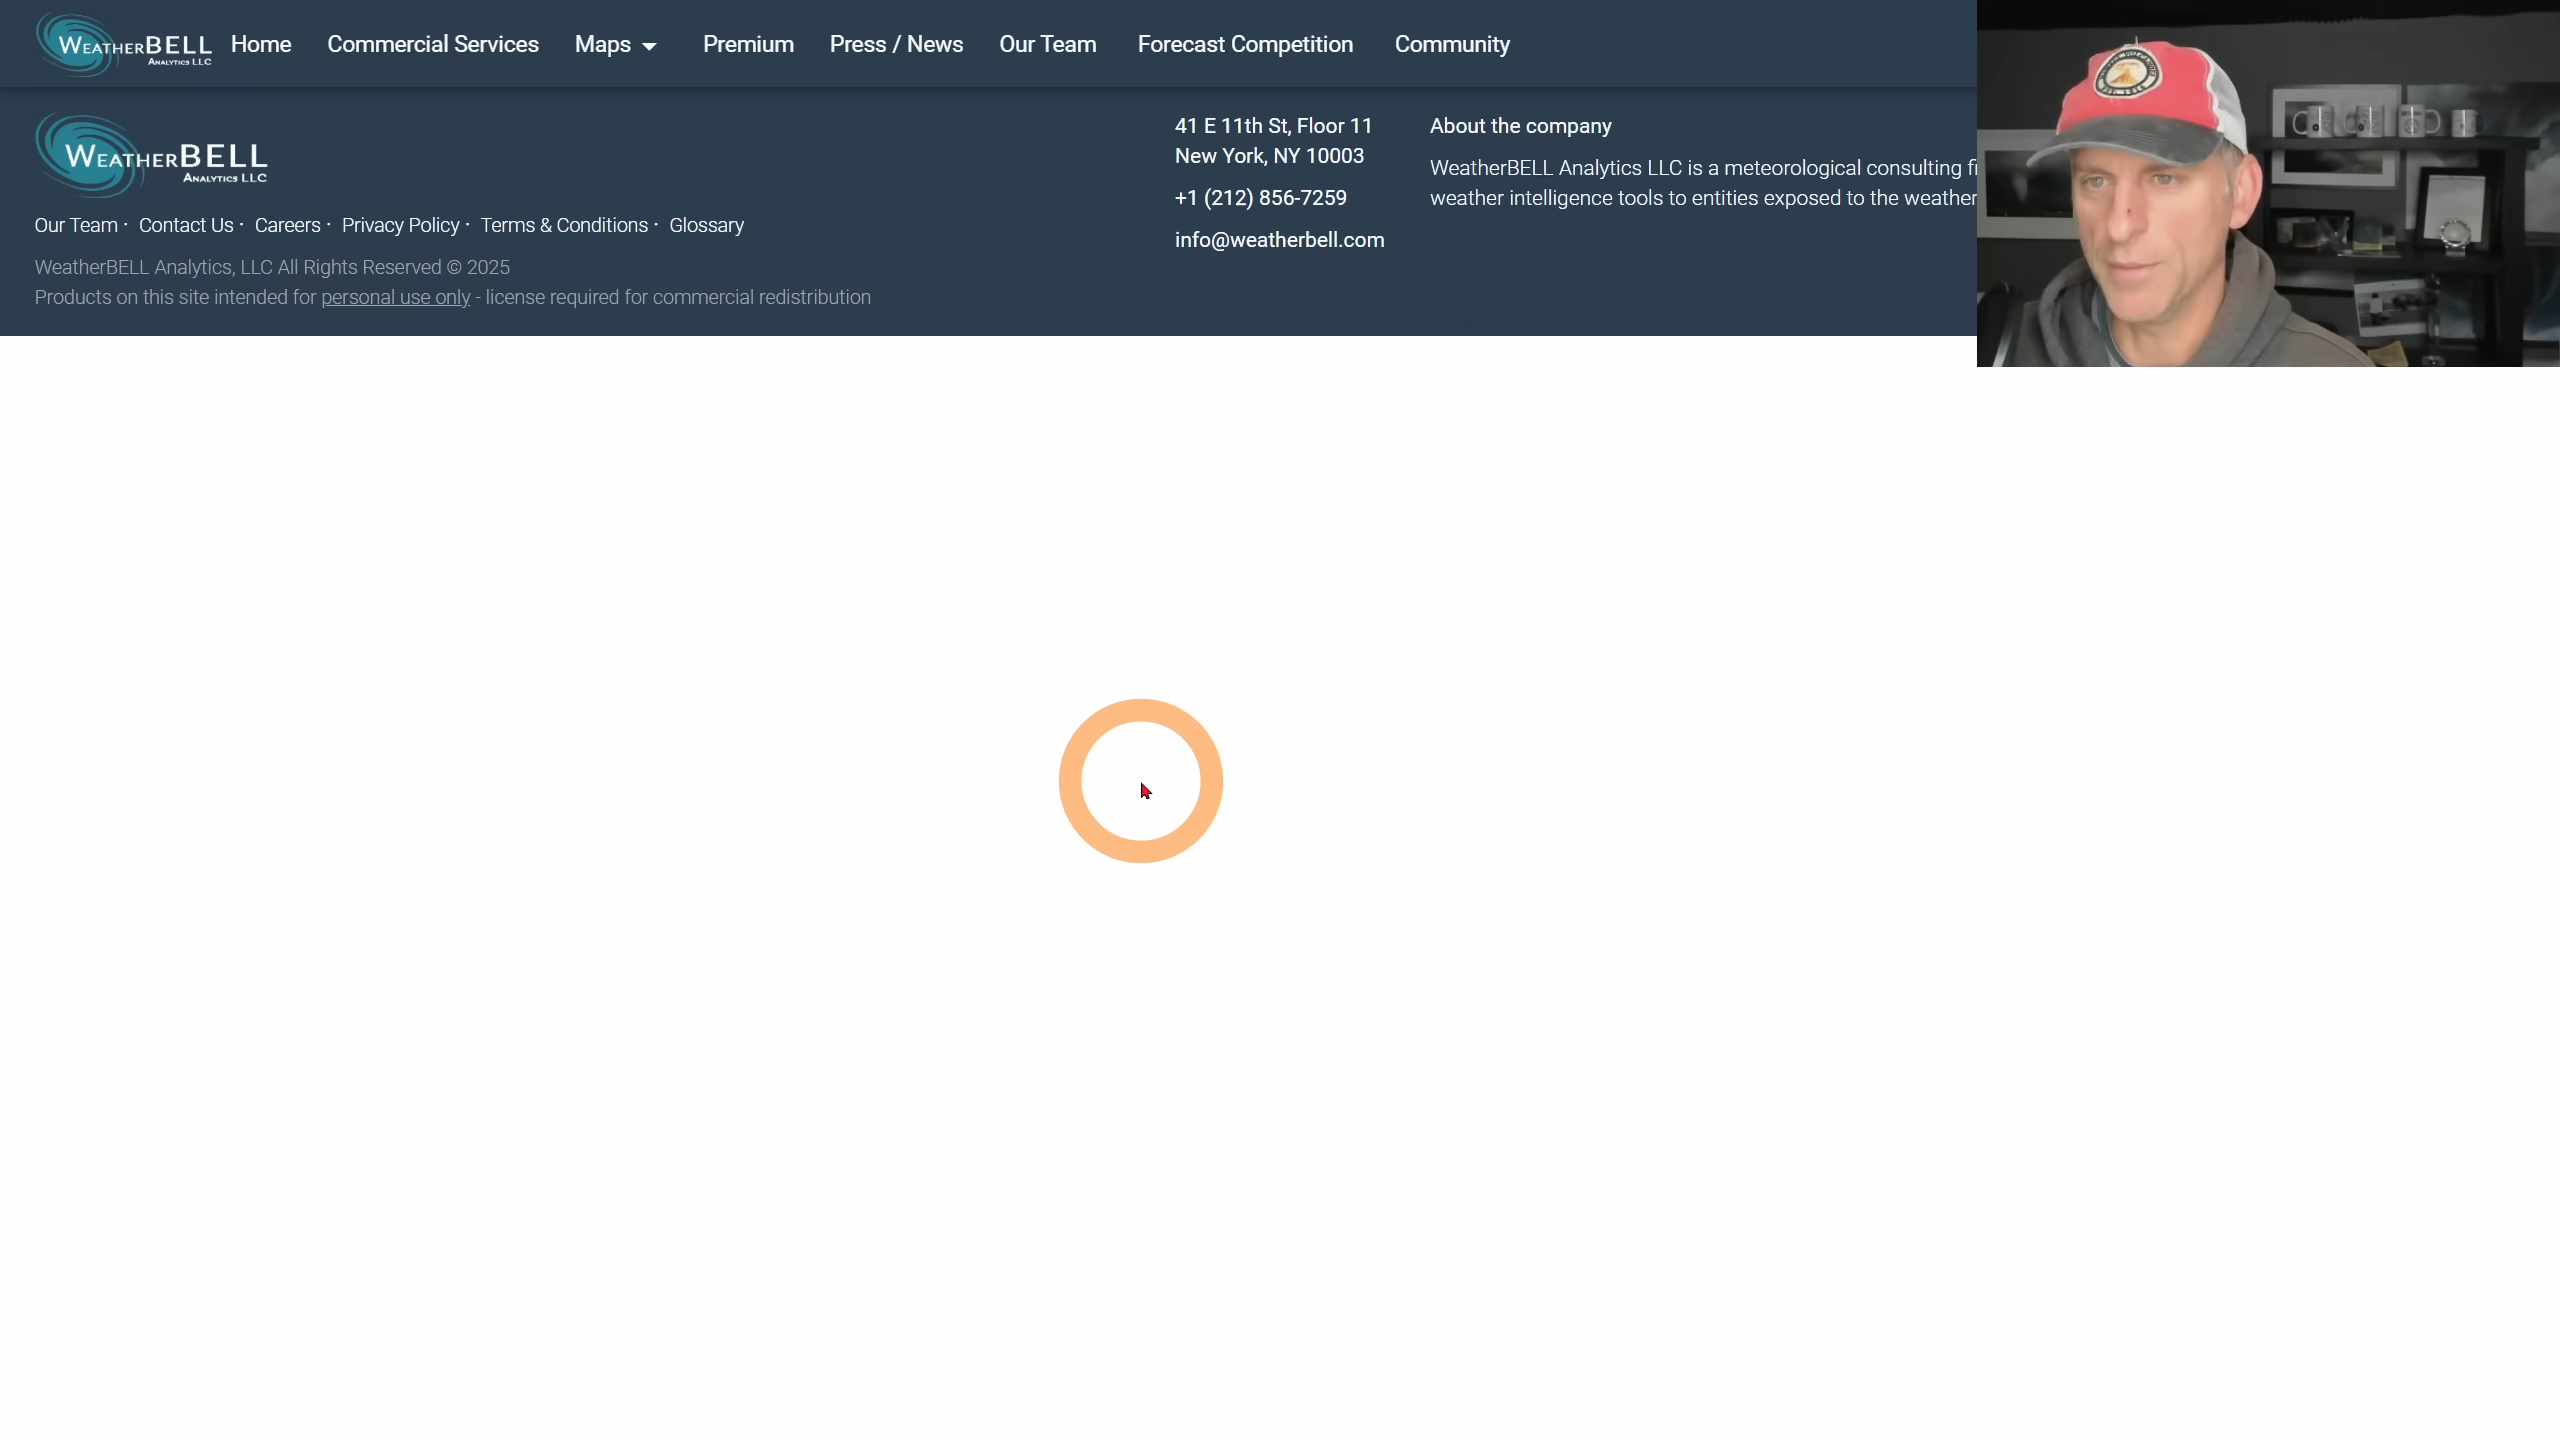 WEATHERBELL
ANALYTICS LLC
Home
Commercial Services
Maps
Premium
Press / News
Our Team
Forecast Competition
Community
WEATHERBELL
ANALYTICS LLC
Our Team · Contact Us · Careers · Privacy Policy · Terms & Conditions · Glossary
WeatherBELL Analytics, LLC All Rights Reserved © 2025
Products on this site intended for personal use only - license required for commercial redistribution
41 E 11th St, Floor 11
New York, NY 10003
+1 (212) 856-7259
info@weatherbell.com
About the company
WeatherBELL Analytics LLC is a meteorological consulting
weather intelligence tools to entities exposed to the weather